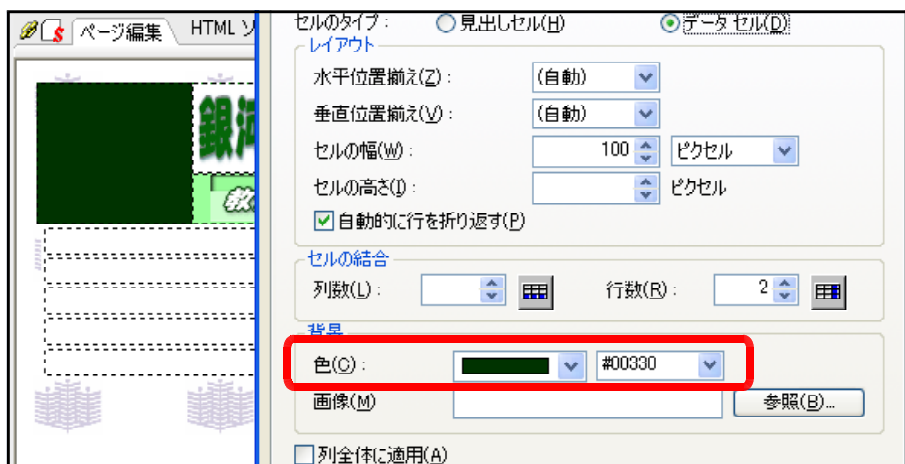 ページ編集
HTML ソ
銀河
教
セルのタイプ： 見出しセル(H) データ セル(D)
レイアウト
水平位置揃え(Z)： (自動)
垂直位置揃え(V)： (自動)
セルの幅(W)： 100 ピクセル
セルの高さ(I)： ピクセル
自動的に行を折り返す(P)
セルの結合
列数(L)： 行数(R)： 2
背景
色(C)： #00330
画像(M) 参照(B)...
列全体に適用(A)